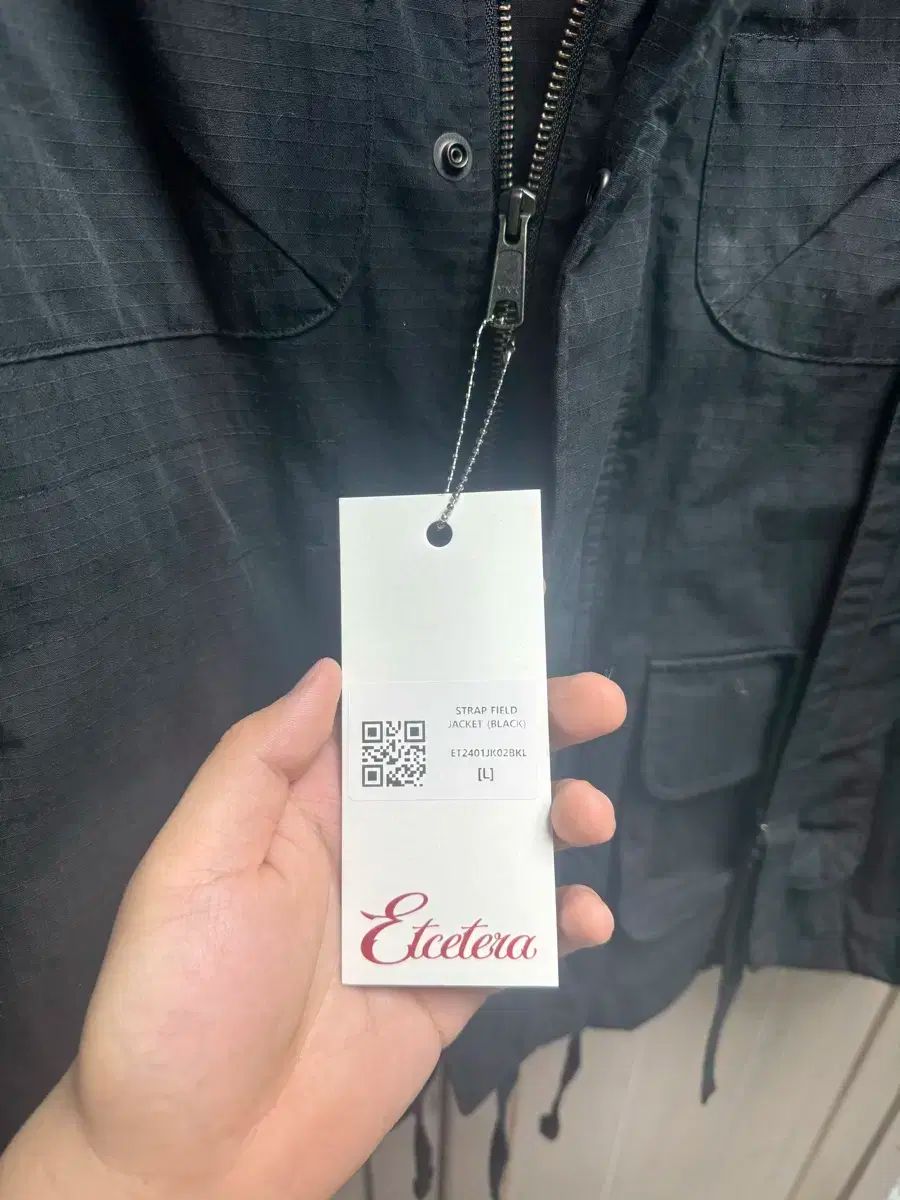 STRAP FIELD
JACKET (BLACK)
ET2401JK02BKL
[L]
Etcetera